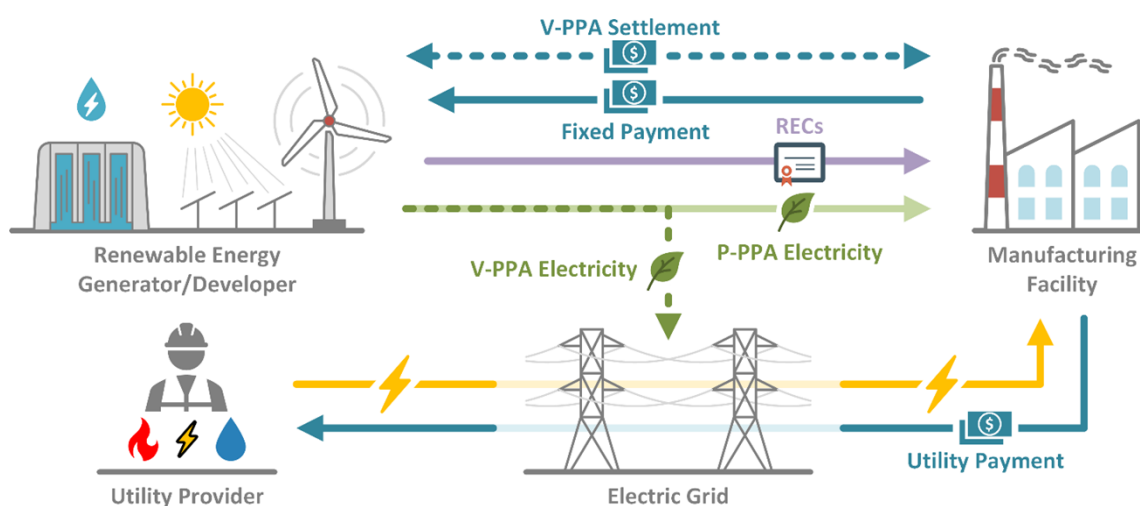 V-PPA Settlement
$
$
Fixed Payment
RECs
P-PPA Electricity
V-PPA Electricity
Renewable Energy
Generator/Developer
Manufacturing
Facility
$
Utility Payment
Utility Provider
Electric Grid